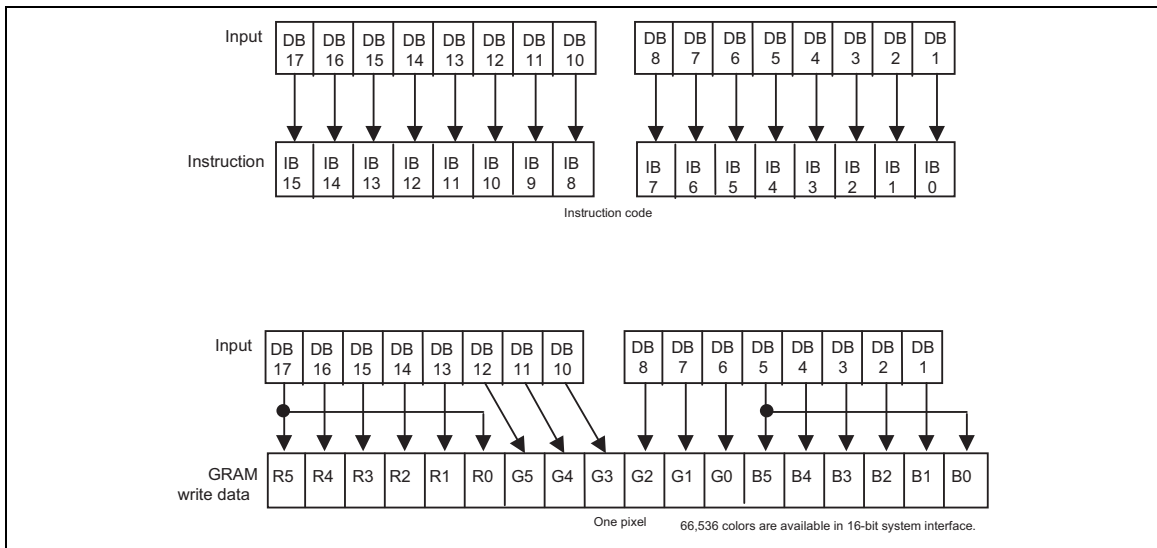 Input DB DB DB DB DB DB DB DB DB DB DB DB DB DB DB DB
17 16 15 14 13 12 11 10 8 7 6 5 4 3 2 1
Instruction IB IB IB IB IB IB IB IB IB IB IB IB IB IB IB IB
15 14 13 12 11 10 9 8 7 6 5 4 3 2 1 0
Instruction code
Input DB DB DB DB DB DB DB DB DB DB DB DB DB DB DB DB
17 16 15 14 13 12 11 10 8 7 6 5 4 3 2 1
GRAM write data R5 R4 R3 R2 R1 R0 G5 G4 G3 G2 G1 G0 B5 B4 B3 B2 B1 B0
One pixel 66,536 colors are available in 16-bit system interface.